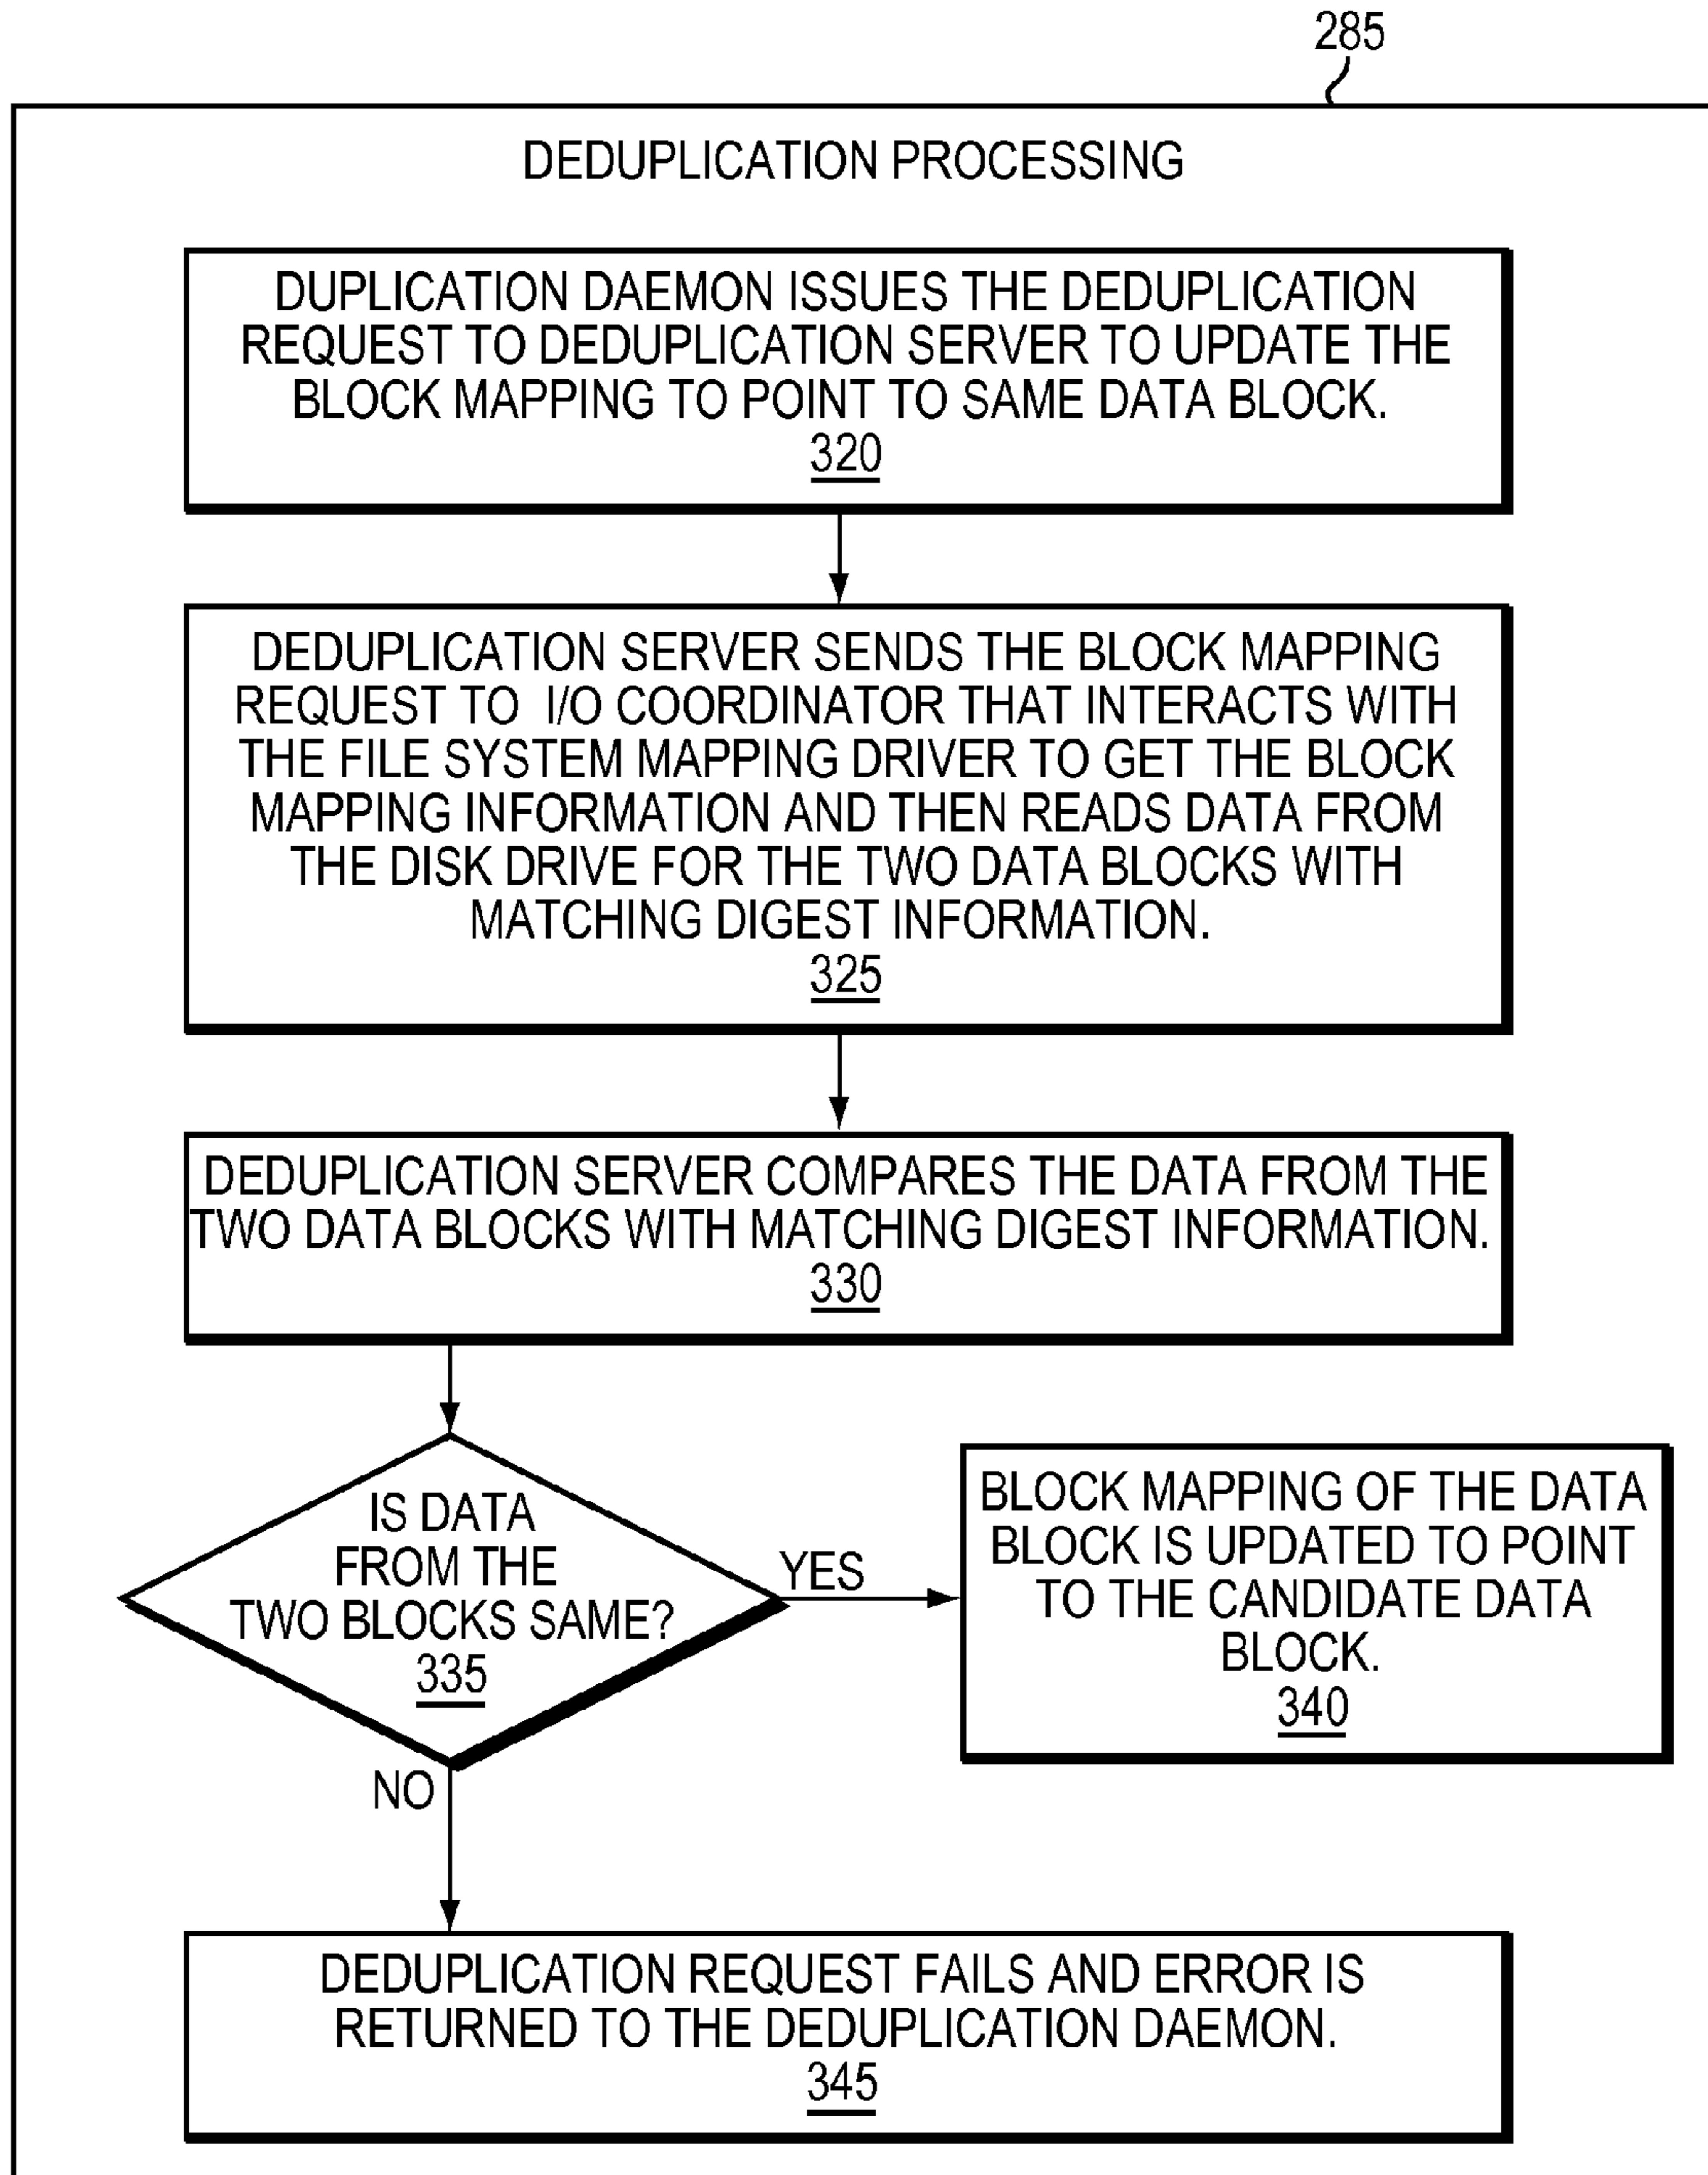 285
DEDUPLICATION PROCESSING
DUPLICATION DAEMON ISSUES THE DEDUPLICATION
REQUEST TO DEDUPLICATION SERVER TO UPDATE THE
BLOCK MAPPING TO POINT TO SAME DATA BLOCK.
320
DEDUPLICATION SERVER SENDS THE BLOCK MAPPING
REQUEST TO I/O COORDINATOR THAT INTERACTS WITH
THE FILE SYSTEM MAPPING DRIVER TO GET THE BLOCK
MAPPING INFORMATION AND THEN READS DATA FROM
THE DISK DRIVE FOR THE TWO DATA BLOCKS WITH
MATCHING DIGEST INFORMATION.
325
DEDUPLICATION SERVER COMPARES THE DATA FROM THE
TWO DATA BLOCKS WITH MATCHING DIGEST INFORMATION.
330
IS DATA
FROM THE
TWO BLOCKS SAME?
335
YES
BLOCK MAPPING OF THE DATA
BLOCK IS UPDATED TO POINT
TO THE CANDIDATE DATA
BLOCK.
340
NO
DEDUPLICATION REQUEST FAILS AND ERROR IS
RETURNED TO THE DEDUPLICATION DAEMON.
345